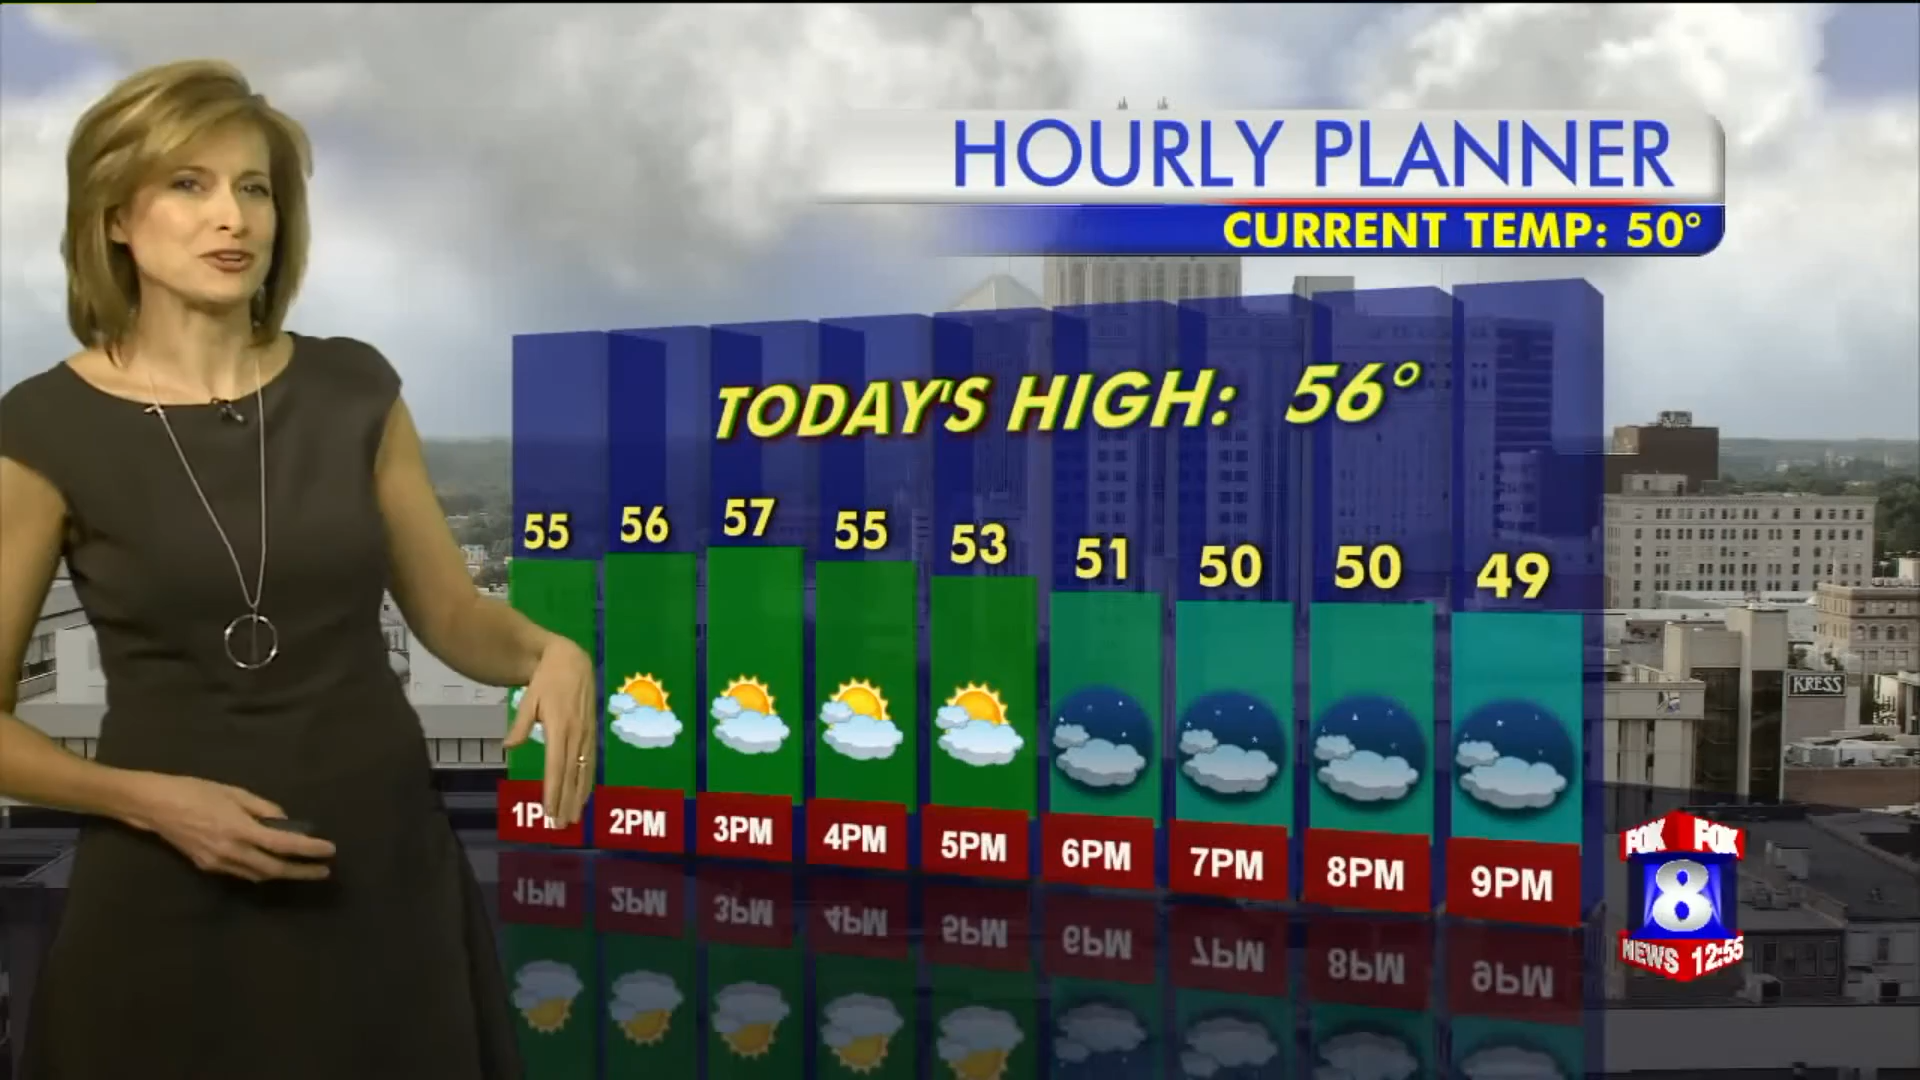 HOURLY PLANNER
CURRENT TEMP: 50°
TODAY'S HIGH: 56°
55 56 57 55 53 51 50 50 49
1PM 2PM 3PM 4PM 5PM 6PM 7PM 8PM 9PM
KRESS
FOX FOX
8
NEWS 12:55